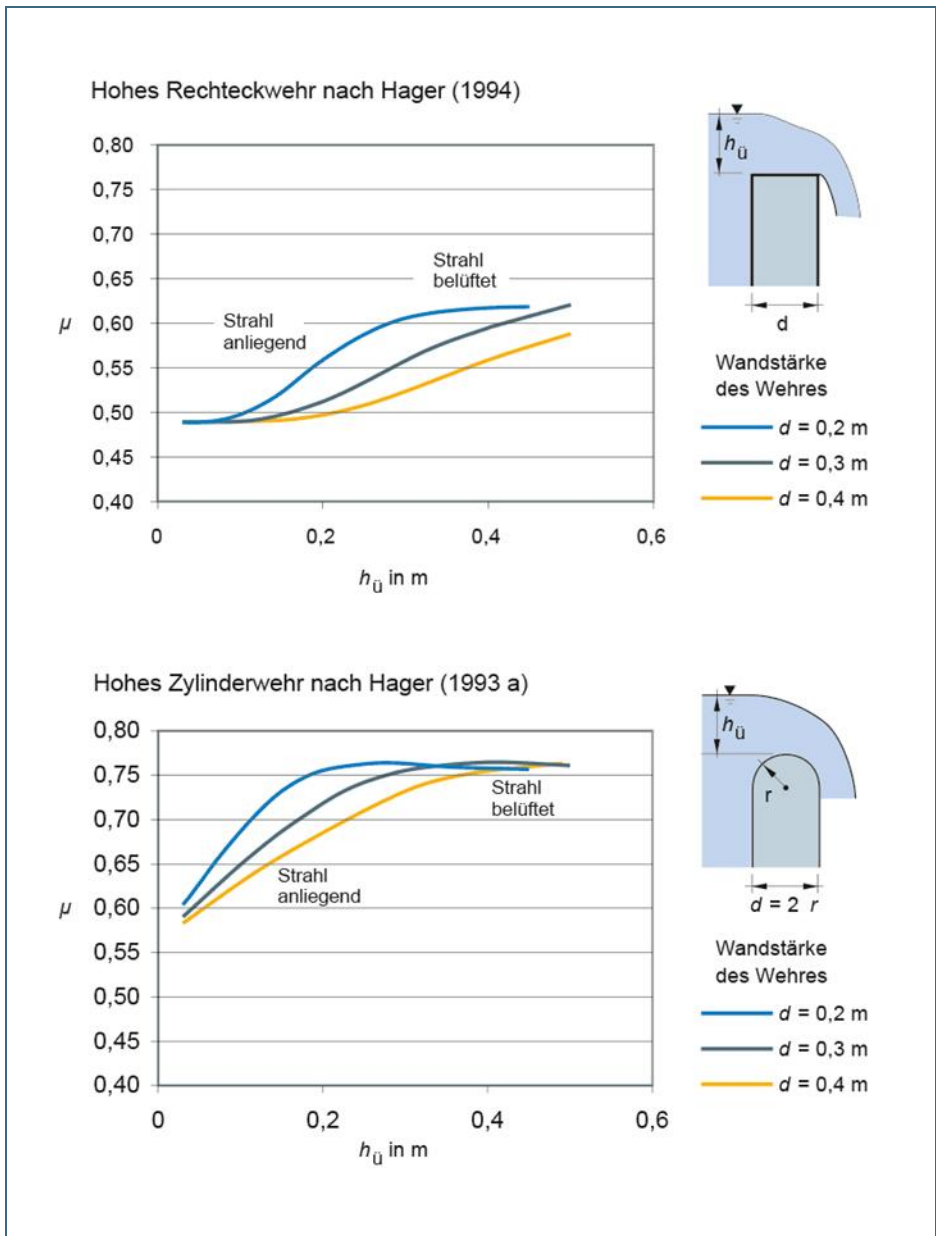 Hohes Rechteckwehr nach Hager (1994)
0,80
0,75
0,70
0,65
μ 0,60
0,55
0,50
0,45
0,40
0 0,2 0,4 0,6
h_ü in m
Strahl
anliegend
Strahl
belüftet
h_ü
d
Wandstärke
des Wehres
d = 0,2 m
d = 0,3 m
d = 0,4 m
Hohes Zylinderwehr nach Hager (1993 a)
0,80
0,75
0,70
0,65
μ 0,60
0,55
0,50
0,45
0,40
0 0,2 0,4 0,6
h_ü in m
Strahl
anliegend
Strahl
belüftet
h_ü
r
d = 2 r
Wandstärke
des Wehres
d = 0,2 m
d = 0,3 m
d = 0,4 m